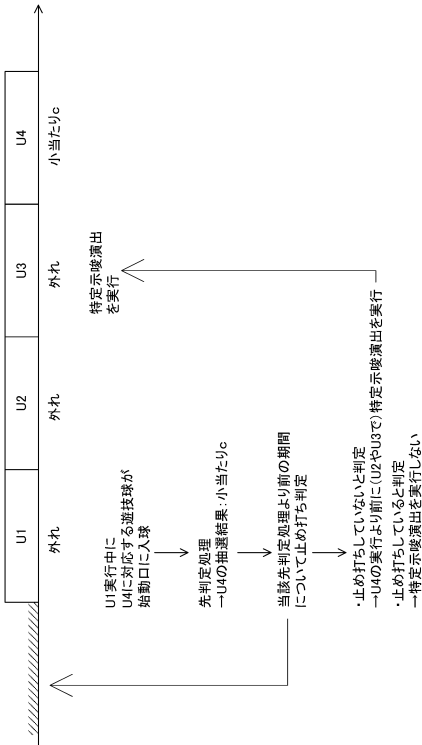 U1
U2
U3
U4
外れ
外れ
外れ
小当たりc
U1実行中に
U4に対応する遊技球が
始動口に入球
先判定処理
→U4の抽選結果：小当たりc
当該先判定処理より前の期間
について止め打ち判定
・止め打ちしていないと判定
→U4の実行より前に(U2やU3で)特定示唆演出を実行
・止め打ちしていると判定
→特定示唆演出を実行しない
特定示唆演出
を実行